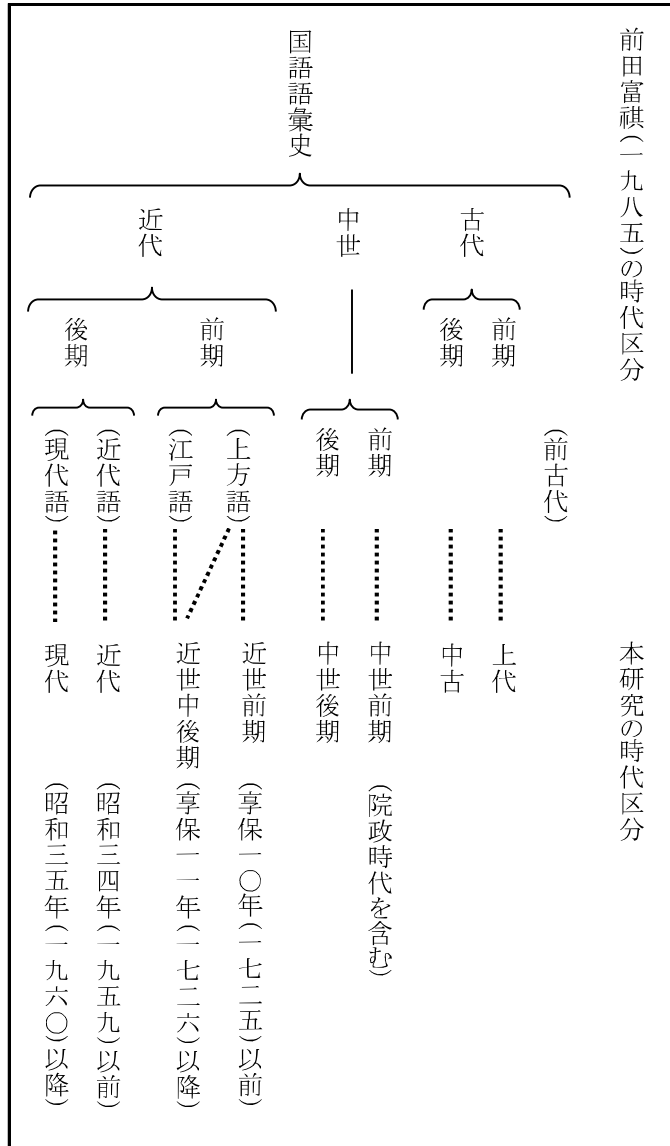 前田富祺(一九八五)の時代区分
本研究の時代区分
国語語彙史
(前古代)
古代
前期
上代
後期
中古
中世
前期
中世前期
(院政時代を含む)
後期
中世後期
近代
前期
(上方語)
近世前期
(享保一〇年(一七二五)以前)
(江戸語)
近世中後期
(享保一一年(一七二六)以降)
後期
(近代語)
近代
(昭和三四年(一九五九)以前)
(現代語)
現代
(昭和三五年(一九六〇)以降)